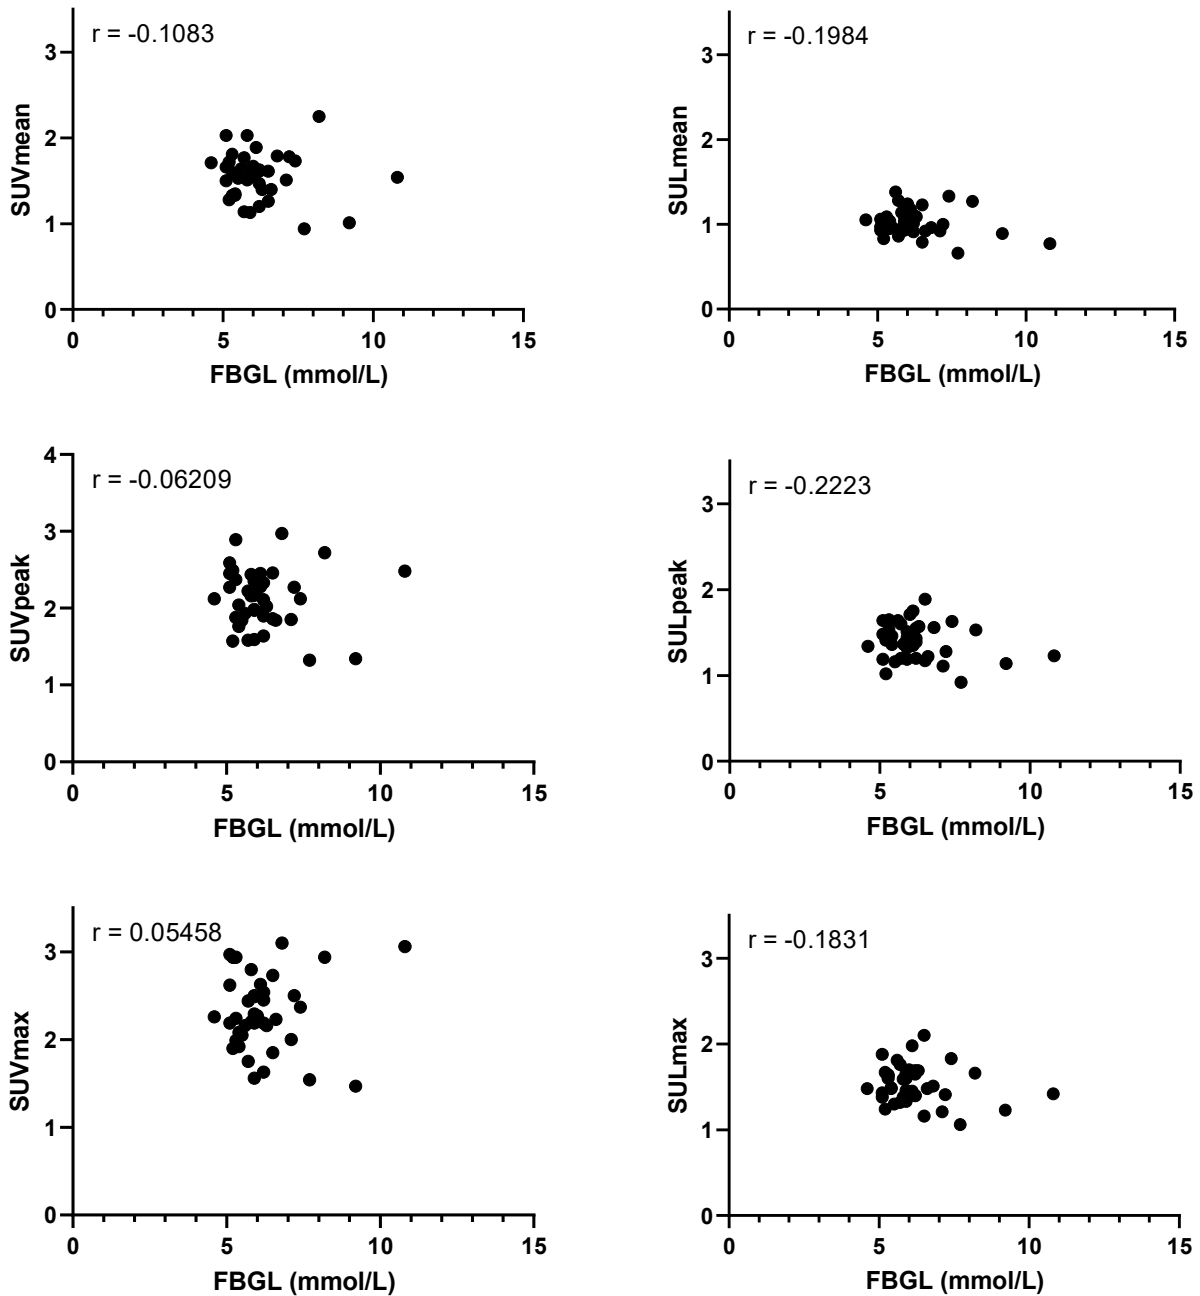 r = -0.1083
SUVmean
3
2
1
0
0 5 10 15
FBGL (mmol/L)
r = -0.1984
SULmean
3
2
1
0
0 5 10 15
FBGL (mmol/L)
r = -0.06209
SUVpeak
4
3
2
1
0
0 5 10 15
FBGL (mmol/L)
r = -0.2223
SULpeak
3
2
1
0
0 5 10 15
FBGL (mmol/L)
r = 0.05458
SUVmax
3
2
1
0
0 5 10 15
FBGL (mmol/L)
r = -0.1831
SULmax
3
2
1
0
0 5 10 15
FBGL (mmol/L)